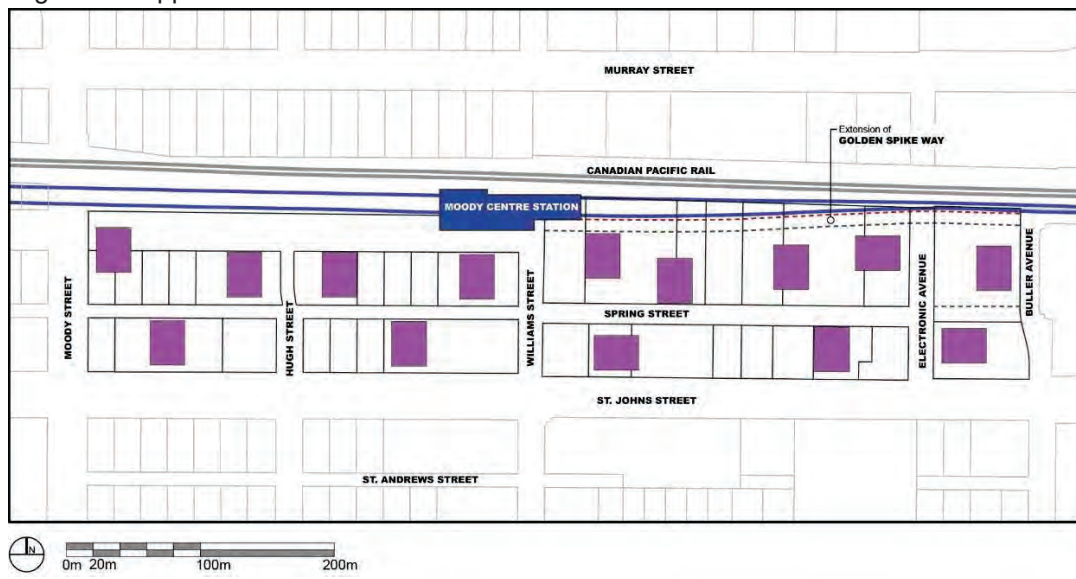 MURRAY STREET
Extension of
GOLDEN SPIKE WAY
CANADIAN PACIFIC RAIL
MOODY CENTRE STATION
MOODY STREET
HUGH STREET
WILLIAMS STREET
SPRING STREET
ELECTRONIC AVENUE
BULLER AVENUE
ST. JOHNS STREET
ST. ANDREWS STREET
N
0m 20m 100m 200m